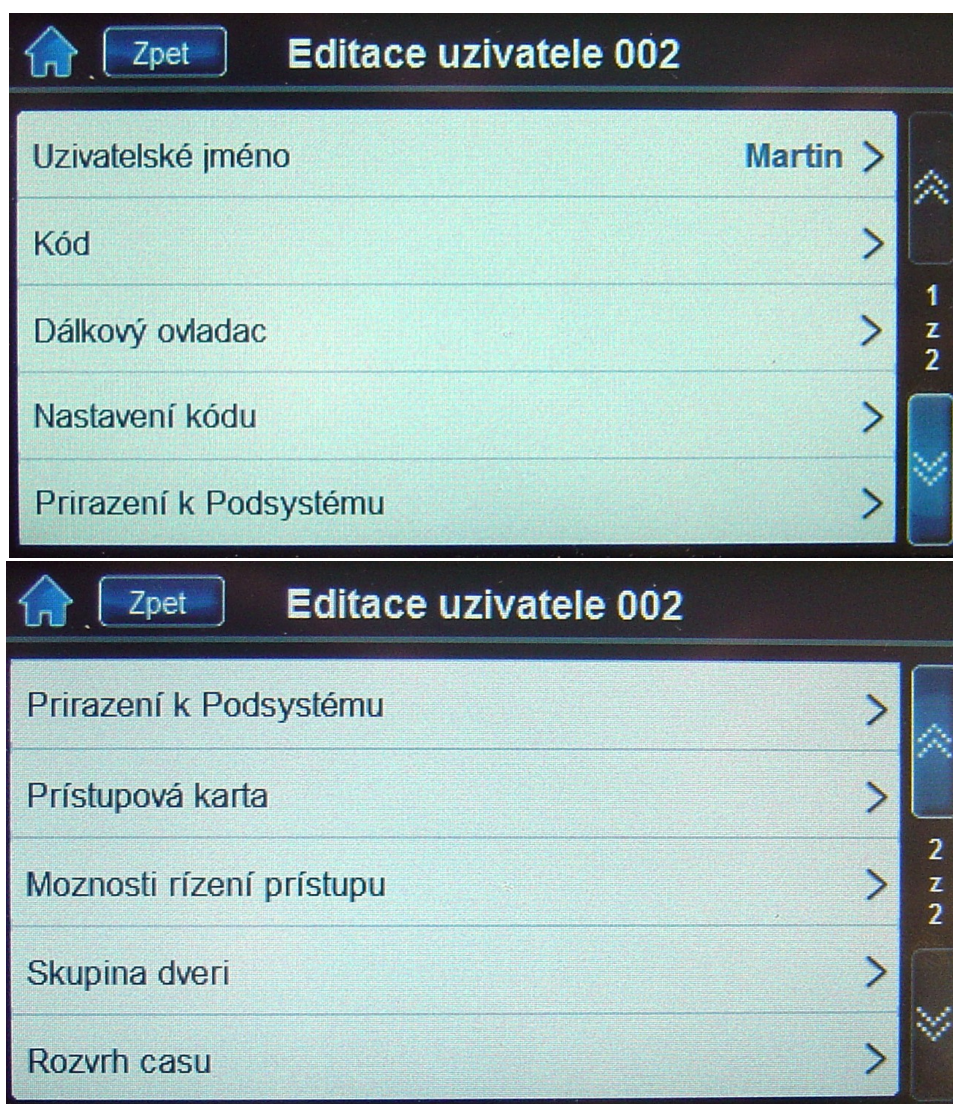 Zpet Editace uzivatele 002
Uzivatelské jméno Martin >
Kód >
Dálkový ovladac >
Nastavení kódu >
Prirazení k Podsystému >
1
z
2
Zpet Editace uzivatele 002
Prirazení k Podsystému >
Prístupová karta >
Moznosti rízení prístupu >
Skupina dveri >
Rozvrh casu >
2
z
2